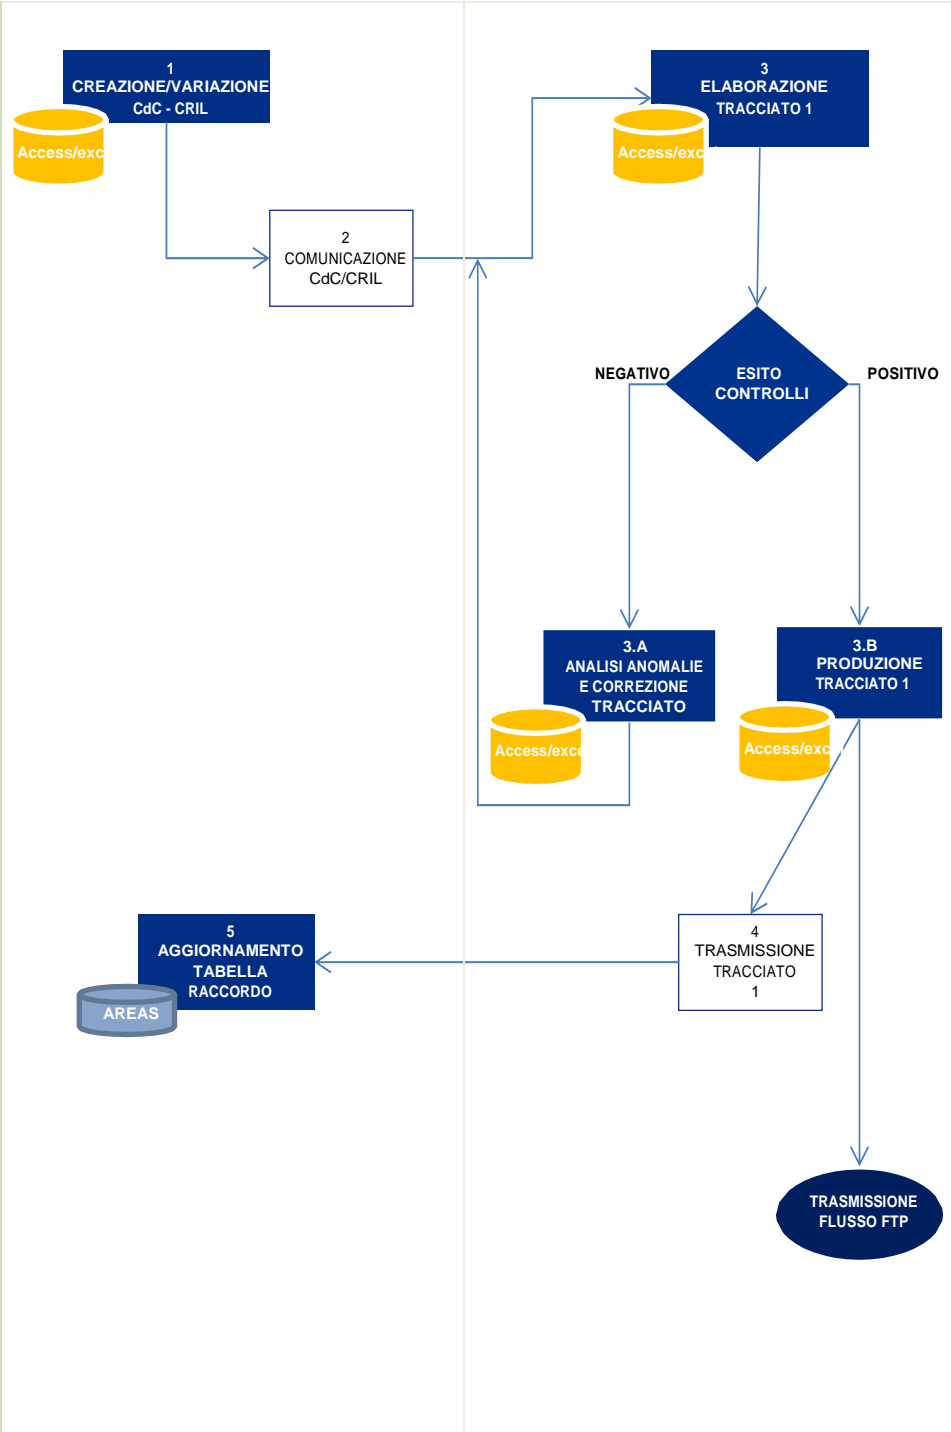 1
CREAZIONE/VARIAZIONE
CdC - CRIL
Access/exc
2
COMUNICAZIONE
CdC/CRIL
3
ELABORAZIONE
TRACCIATO 1
Access/exc
NEGATIVO
ESITO
CONTROLLI
POSITIVO
3.A
ANALISI ANOMALIE
E CORREZIONE
TRACCIATO
Access/exce
3.B
PRODUZIONE
TRACCIATO 1
Access/exc
4
TRASMISSIONE
TRACCIATO
1
5
AGGIORNAMENTO
TABELLA
RACCORDO
AREAS
TRASMISSIONE
FLUSSO FTP